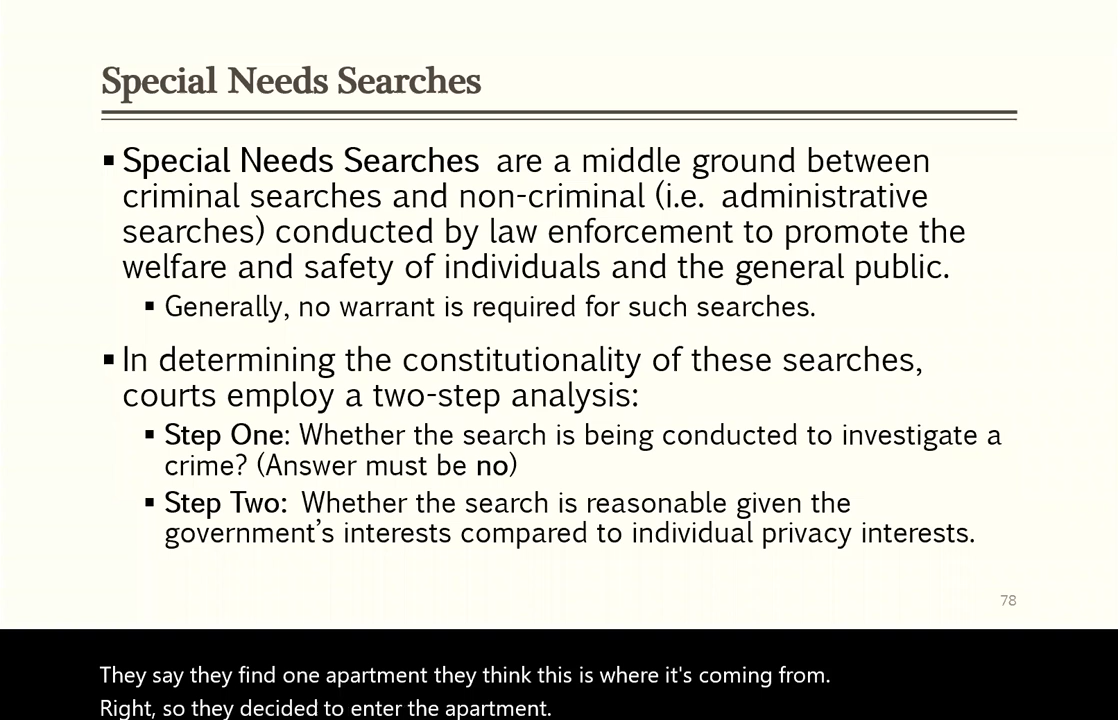 Special Needs Searches
▪ Special Needs Searches are a middle ground between
criminal searches and non-criminal (i.e. administrative
searches) conducted by law enforcement to promote the
welfare and safety of individuals and the general public.
▪ Generally, no warrant is required for such searches.
▪ In determining the constitutionality of these searches,
courts employ a two-step analysis:
▪ Step One: Whether the search is being conducted to investigate a
crime? (Answer must be no)
▪ Step Two: Whether the search is reasonable given the
government’s interests compared to individual privacy interests.
78
They say they find one apartment they think this is where it's coming from.
Right, so they decided to enter the apartment.